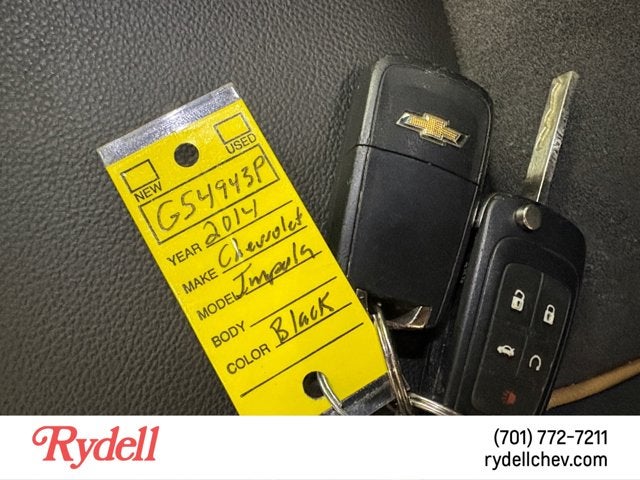 NEW
USED
G54943P
YEAR 2014
MAKE Chevrolet
MODEL Impala
BODY
COLOR Black
Rydell
(701) 772-7211
rydellchev.com